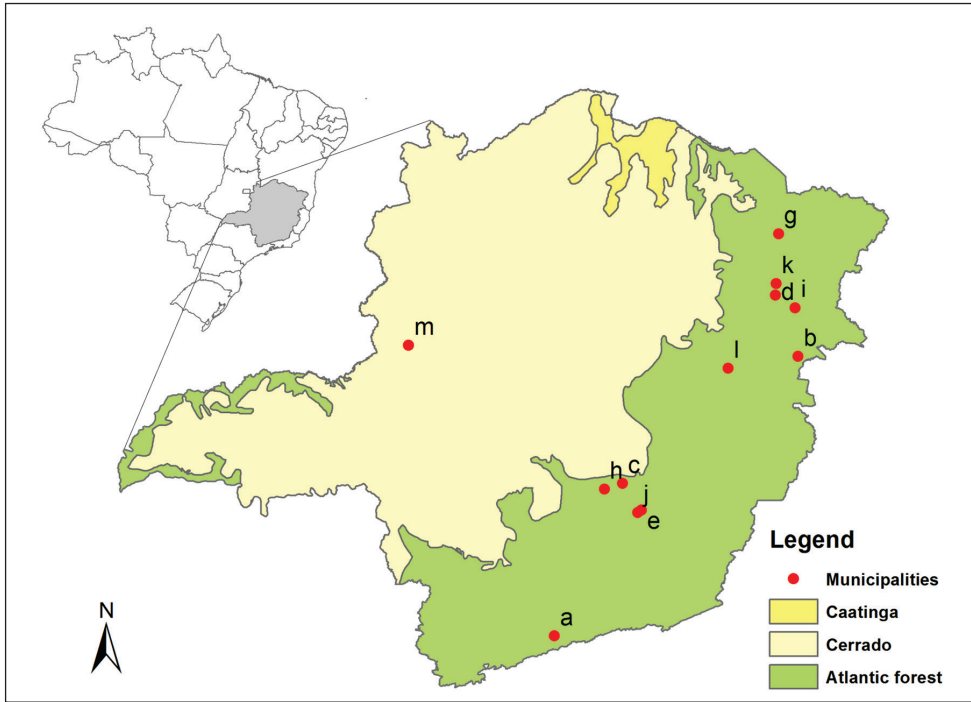 g
k
d
i
m
b
l
c
h
j
e
a
N
Legend
Municipalities
Caatinga
Cerrado
Atlantic forest